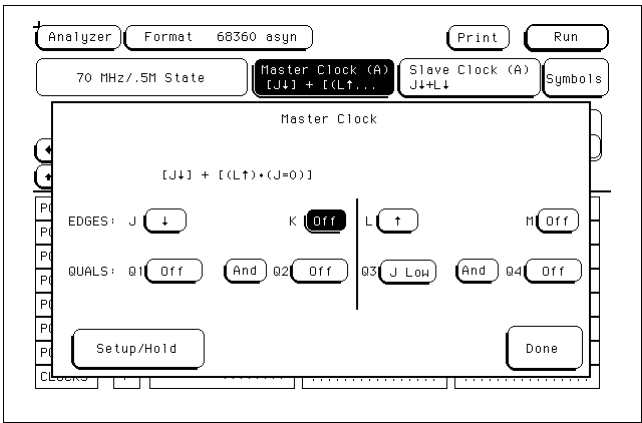 Analyzer Format 68360 asyn Print Run
70 MHz/.5M State Master Clock (A) Slave Clock (A) Symbols
[J↓] + [(L↑... J↓+L↓
Master Clock
[J↓] + [(L↑)•(J=0)]
EDGES: J ↓ K Off L ↑ M Off
QUALS: Q1 Off And Q2 Off Q3 J Low And Q4 Off
Setup/Hold Done